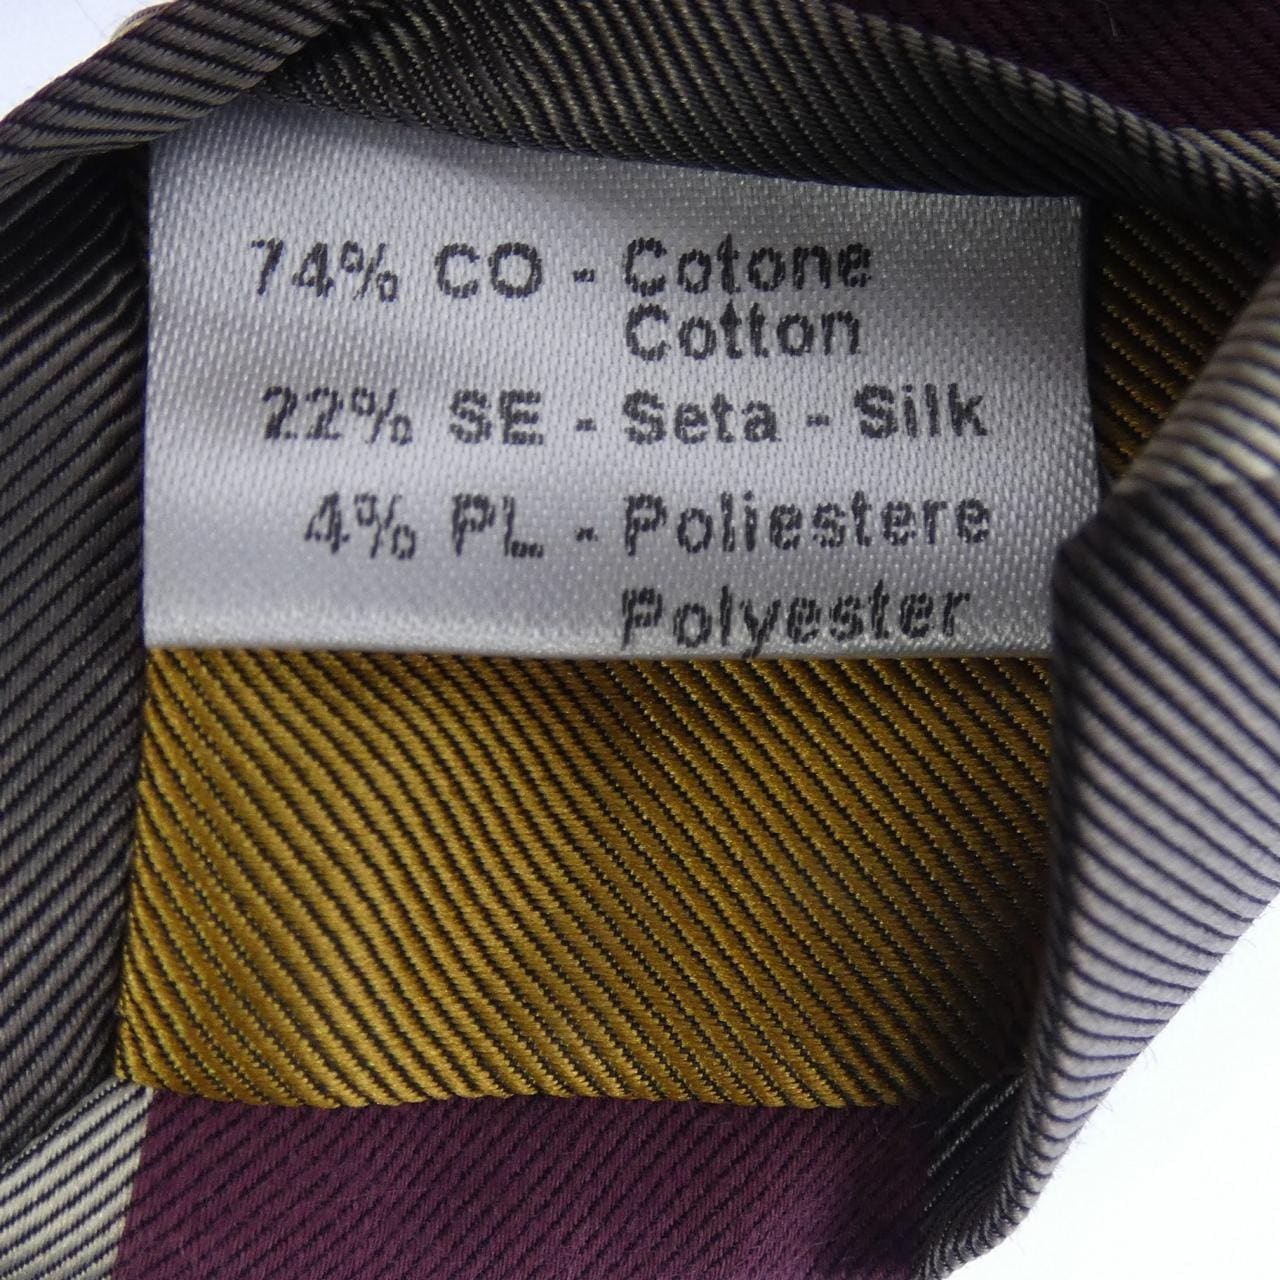 74% CO - Cotone
Cotton
22% SE - Seta - Silk
4% PL - Poliestere
Polyester